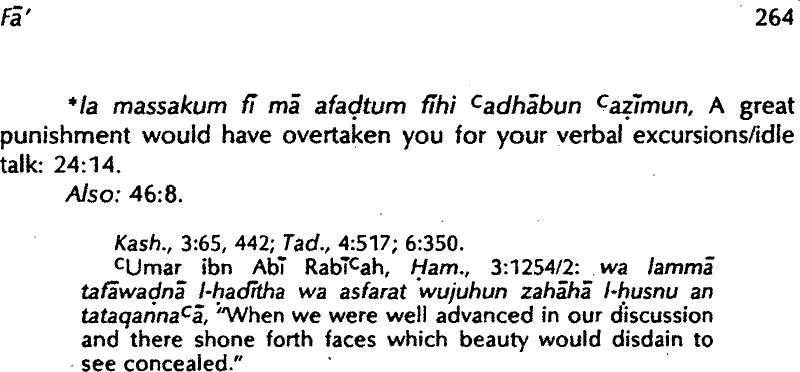 Fā’ 264
*la massakum fī mā afaḍtum fīhi ᶜadhābun ᶜaẓīmun, A great
punishment would have overtaken you for your verbal excursions/idle
talk: 24:14.
Also: 46:8.
Kash., 3:65, 442; Tad., 4:517; 6:350.
ᶜUmar ibn Abī Rabīᶜah, Ḥam., 3:1254/2: wa lammā
tafāwaḍnā l-ḥadītha wa asfarat wujuhun zahāhā l-ḥusnu an
tataqannaᶜā, “When we were well advanced in our discussion
and there shone forth faces which beauty would disdain to
see concealed.”